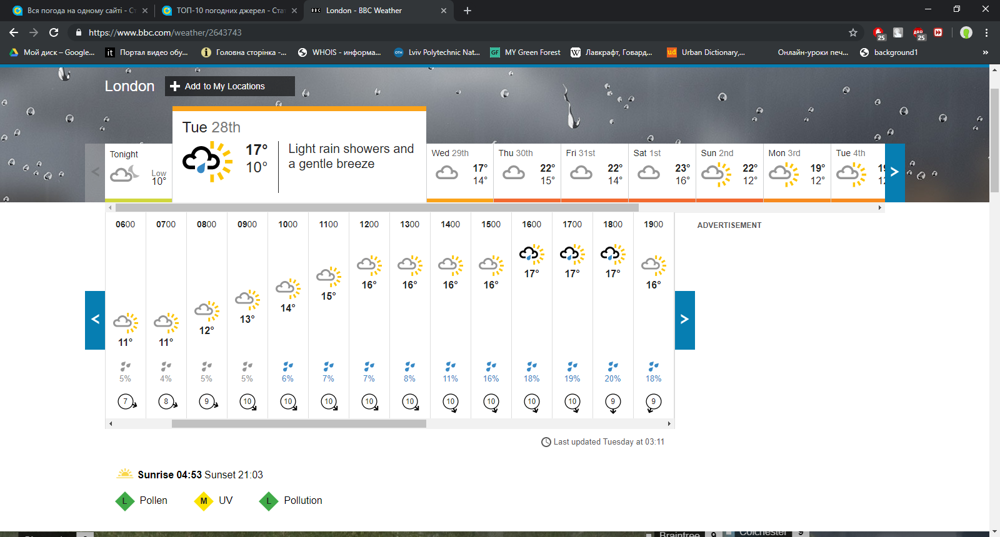 Вся погода на одному сайті - Ст
ТОП-10 погодних джерел - Стат
BBC London - BBC Weather
https://www.bbc.com/weather/2643743
25
ABP 25
Мой диск – Google...
it Портал видео обу...
i Головна сторінка -...
WHOIS - информа...
OTH Lviv Polytechnic Nat...
GF MY Green Forest
W Лавкрафт, Говард...
ud Urban Dictionary,...
Онлайн-уроки печ...
background1
»
London
+ Add to My Locations
Tonight
Low
10°
Tue 28th
17°
10°
Light rain showers and
a gentle breeze
Wed 29th
17°
14°
Thu 30th
22°
15°
Fri 31st
22°
14°
Sat 1st
23°
16°
Sun 2nd
22°
12°
Mon 3rd
19°
12°
Tue 4th
0600 0700 0800 0900 1000 1100 1200 1300 1400 1500 1600 1700 1800 1900
11° 11° 12° 13° 14° 15° 16° 16° 16° 16° 17° 17° 17° 16°
5% 4% 5% 5% 6% 7% 7% 8% 11% 16% 18% 19% 20% 18%
7 8 9 10 10 10 10 10 10 10 10 10 9 9
ADVERTISEMENT
Last updated Tuesday at 03:11
Sunrise 04:53 Sunset 21:03
L Pollen
M UV
L Pollution
Braintree 9
Colchester 9